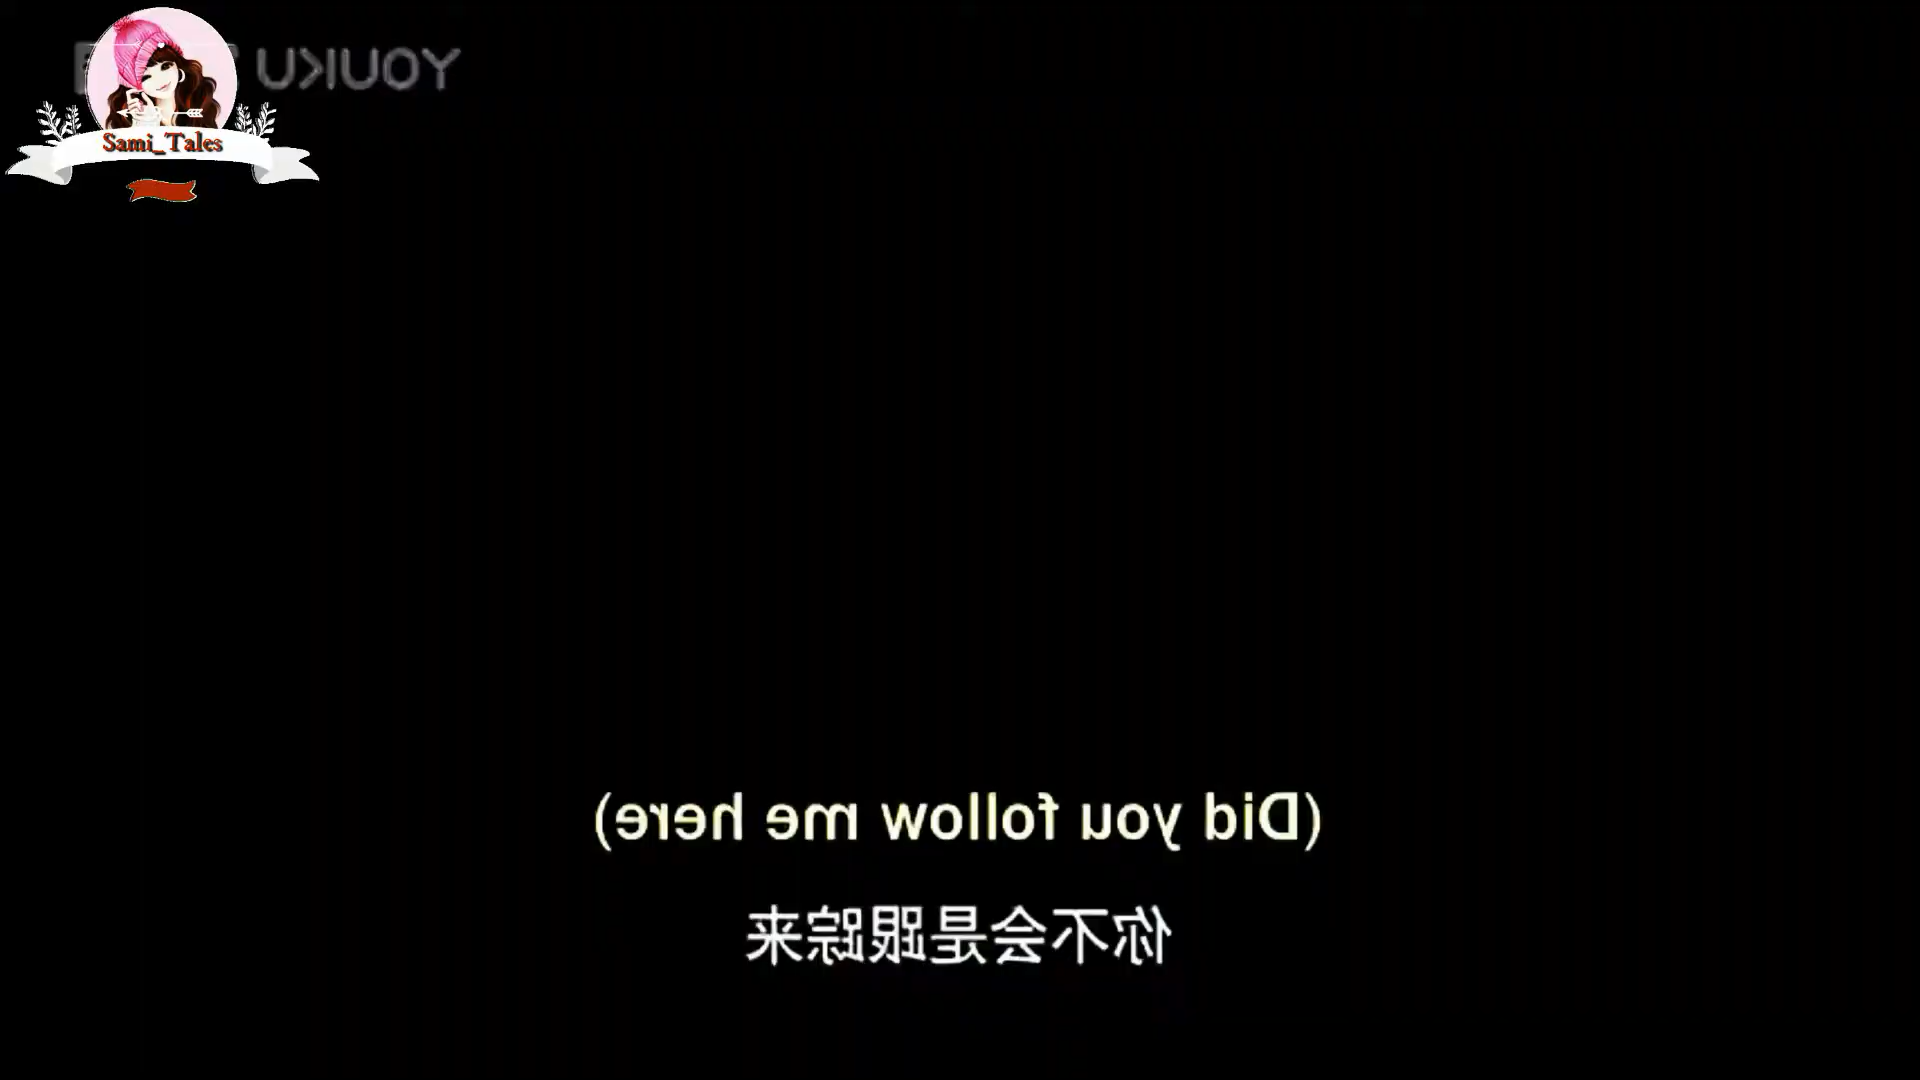 YOUKU
Sami_Tales
(Did you follow me here)
你不会是跟踪来